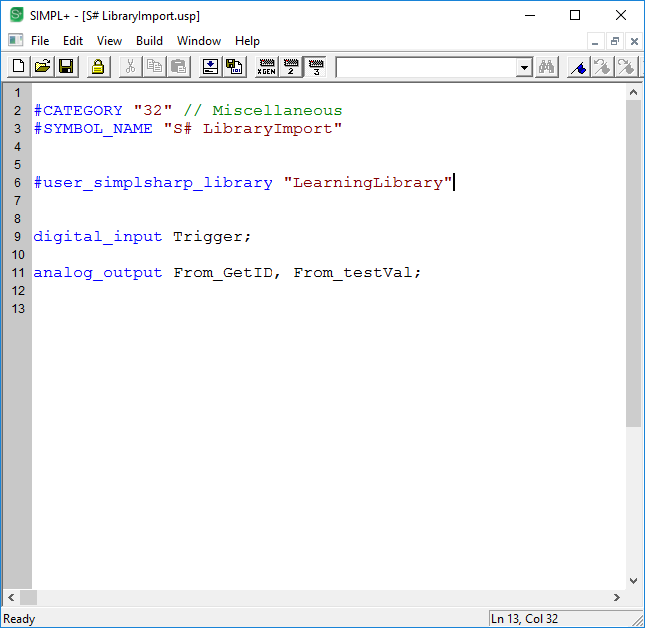 SIMPL+ - [S# LibraryImport.usp]
File Edit View Build Window Help
XGEN 2 3
1
2 #CATEGORY "32" // Miscellaneous
3 #SYMBOL_NAME "S# LibraryImport"
4
5
6 #user_simplsharp_library "LearningLibrary"
7
8
9 digital_input Trigger;
10
11 analog_output From_GetID, From_testVal;
12
13
Ready Ln 13, Col 32